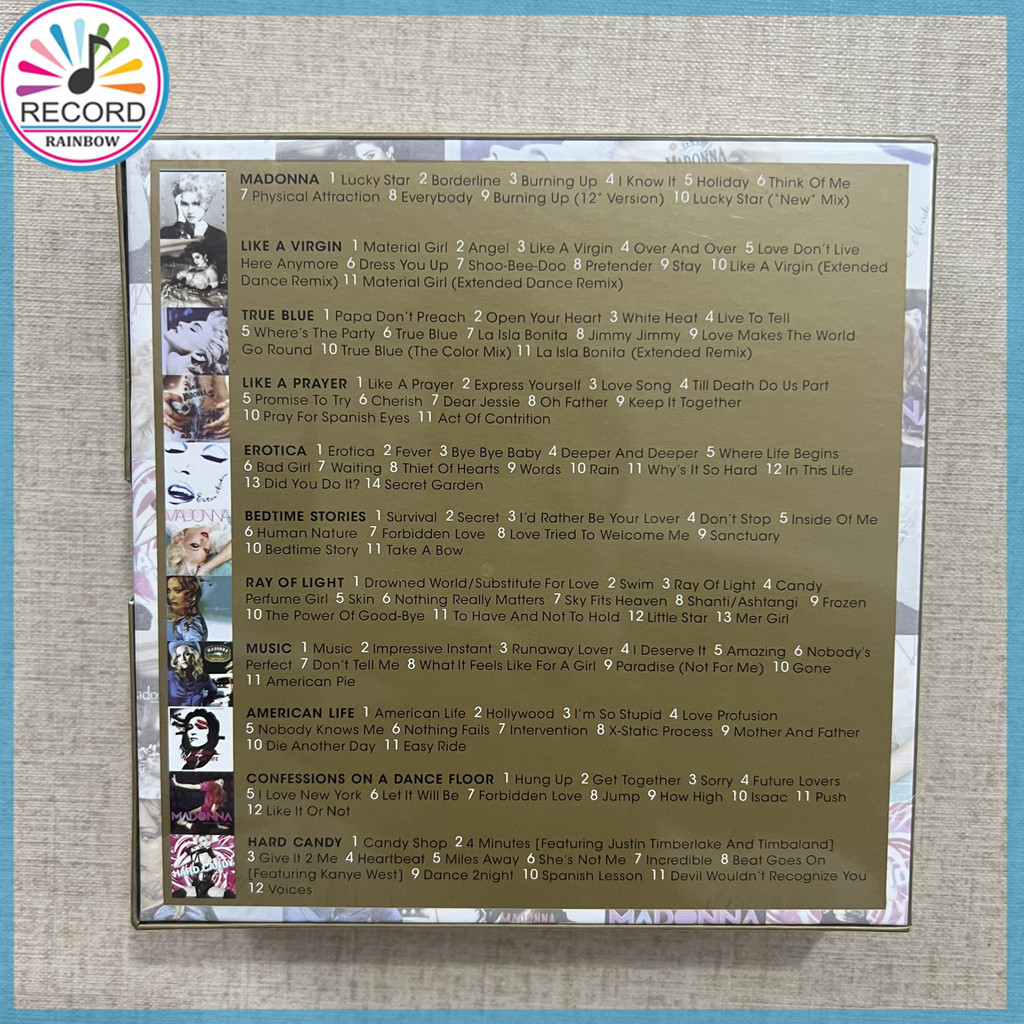 RECORD
RAINBOW
MADONNA 1 Lucky Star 2 Borderline 3 Burning Up 4 I Know It 5 Holiday 6 Think Of Me
7 Physical Attraction 8 Everybody 9 Burning Up (12" Version) 10 Lucky Star ("New" Mix)
LIKE A VIRGIN 1 Material Girl 2 Angel 3 Like A Virgin 4 Over And Over 5 Love Don't Live
Here Anymore 6 Dress You Up 7 Shoo-Bee-Doo 8 Pretender 9 Stay 10 Like A Virgin (Extended
Dance Remix) 11 Material Girl (Extended Dance Remix)
TRUE BLUE 1 Papa Don't Preach 2 Open Your Heart 3 White Heat 4 Live To Tell
5 Where's The Party 6 True Blue 7 La Isla Bonita 8 Jimmy Jimmy 9 Love Makes The World
Go Round 10 True Blue (The Color Mix) 11 La Isla Bonita (Extended Remix)
LIKE A PRAYER 1 Like A Prayer 2 Express Yourself 3 Love Song 4 Till Death Do Us Part
5 Promise To Try 6 Cherish 7 Dear Jessie 8 Oh Father 9 Keep It Together
10 Pray For Spanish Eyes 11 Act Of Contrition
EROTICA 1 Erotica 2 Fever 3 Bye Bye Baby 4 Deeper And Deeper 5 Where Life Begins
6 Bad Girl 7 Waiting 8 Thief Of Hearts 9 Words 10 Rain 11 Why's It So Hard 12 In This Life
13 Did You Do It? 14 Secret Garden
MADONNA
BEDTIME STORIES 1 Survival 2 Secret 3 I'd Rather Be Your Lover 4 Don't Stop 5 Inside Of Me
6 Human Nature 7 Forbidden Love 8 Love Tried To Welcome Me 9 Sanctuary
10 Bedtime Story 11 Take A Bow
RAY OF LIGHT 1 Drowned World/Substitute For Love 2 Swim 3 Ray Of Light 4 Candy
Perfume Girl 5 Skin 6 Nothing Really Matters 7 Sky Fits Heaven 8 Shanti/Ashtangi 9 Frozen
10 The Power Of Good-Bye 11 To Have And Not To Hold 12 Little Star 13 Mer Girl
MUSIC 1 Music 2 Impressive Instant 3 Runaway Lover 4 I Deserve It 5 Amazing 6 Nobody's
Perfect 7 Don't Tell Me 8 What It Feels Like For A Girl 9 Paradise (Not For Me) 10 Gone
11 American Pie
AMERICAN LIFE 1 American Life 2 Hollywood 3 I'm So Stupid 4 Love Profusion
5 Nobody Knows Me 6 Nothing Fails 7 Intervention 8 X-Static Process 9 Mother And Father
10 Die Another Day 11 Easy Ride
CONFESSIONS ON A DANCE FLOOR 1 Hung Up 2 Get Together 3 Sorry 4 Future Lovers
5 I Love New York 6 Let It Will Be 7 Forbidden Love 8 Jump 9 How High 10 Isaac 11 Push
12 Like It Or Not
MADONNA
HARD CANDY 1 Candy Shop 2 4 Minutes [Featuring Justin Timberlake And Timbaland]
3 Give It 2 Me 4 Heartbeat 5 Miles Away 6 She's Not Me 7 Incredible 8 Beat Goes On
[Featuring Kanye West] 9 Dance 2night 10 Spanish Lesson 11 Devil Wouldn't Recognize You
12 Voices
HARD CANDY
MADONNA
MADONNA